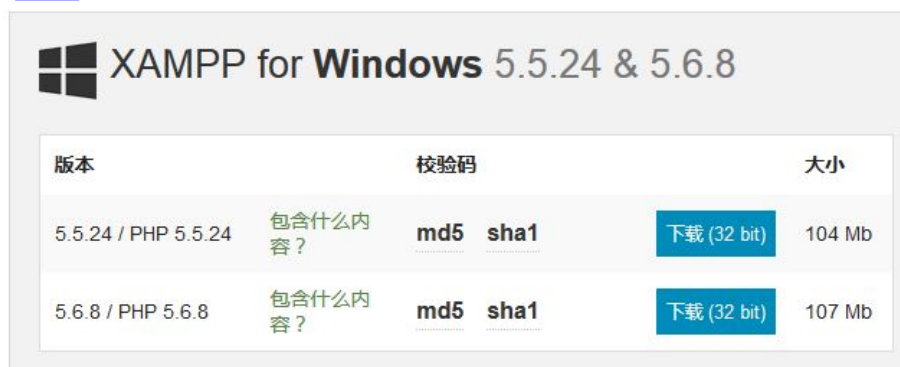 XAMPP for Windows 5.5.24 & 5.6.8
版本 校验码 大小
5.5.24 / PHP 5.5.24 包含什么内容？ md5 sha1 下载 (32 bit) 104 Mb
5.6.8 / PHP 5.6.8 包含什么内容？ md5 sha1 下载 (32 bit) 107 Mb